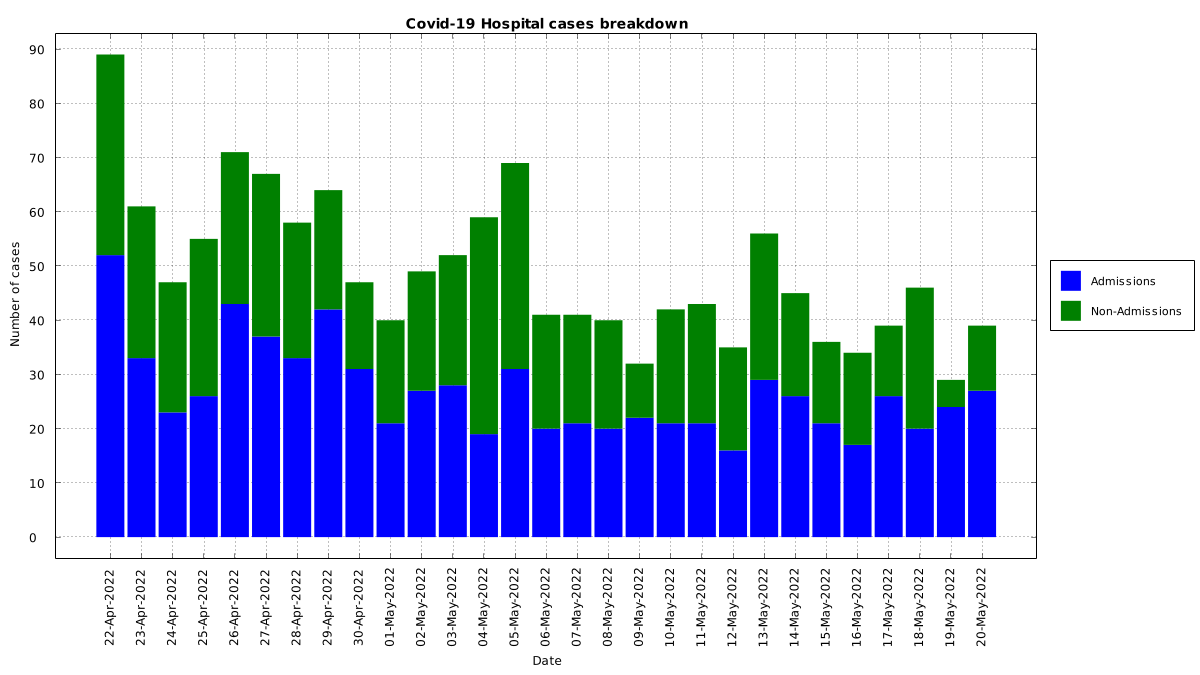 Covid-19 Hospital cases breakdown
Number of cases
90
80
70
60
50
40
30
20
10
0
22-Apr-2022
23-Apr-2022
24-Apr-2022
25-Apr-2022
26-Apr-2022
27-Apr-2022
28-Apr-2022
29-Apr-2022
30-Apr-2022
01-May-2022
02-May-2022
03-May-2022
04-May-2022
05-May-2022
06-May-2022
07-May-2022
08-May-2022
09-May-2022
10-May-2022
11-May-2022
12-May-2022
13-May-2022
14-May-2022
15-May-2022
16-May-2022
17-May-2022
18-May-2022
19-May-2022
20-May-2022
Date
Admissions
Non-Admissions